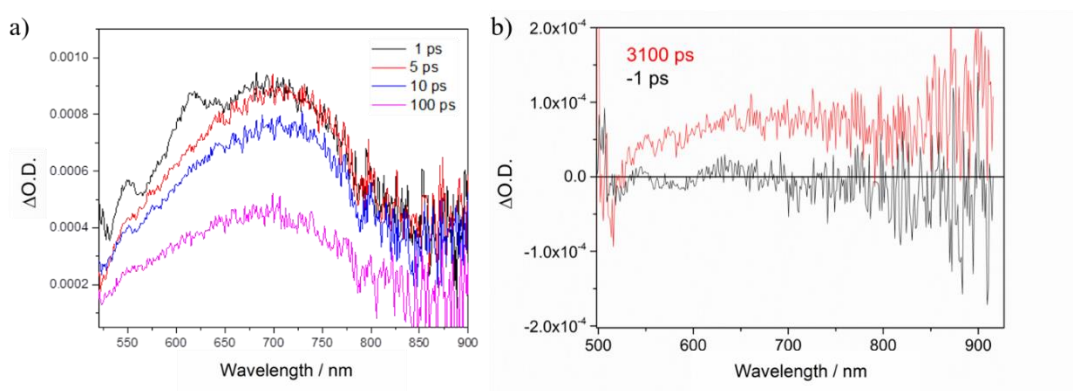 a)
0.0010
0.0008
0.0006
0.0004
0.0002
ΔO.D.
1 ps
5 ps
10 ps
100 ps
550 600 650 700 750 800 850 900
Wavelength / nm
b)
2.0x10⁻⁴
1.0x10⁻⁴
0.0
-1.0x10⁻⁴
-2.0x10⁻⁴
ΔO.D.
3100 ps
-1 ps
500 600 700 800 900
Wavelength / nm